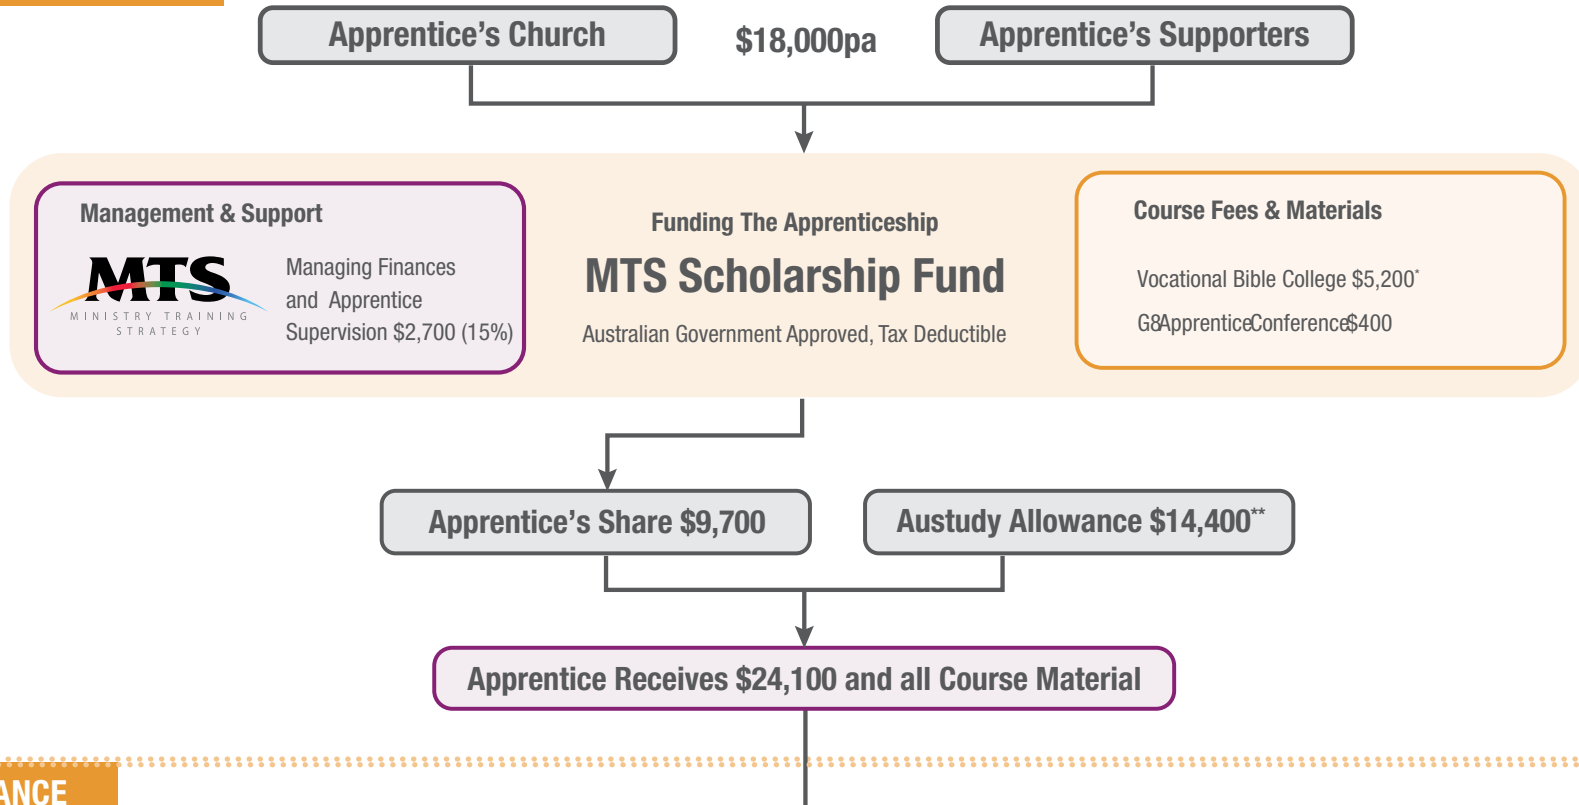 Apprentice's Church
$18,000pa
Apprentice's Supporters
Management & Support
MTS
MINISTRY TRAINING
STRATEGY
Managing Finances
and Apprentice
Supervision $2,700 (15%)
Funding The Apprenticeship
MTS Scholarship Fund
Australian Government Approved, Tax Deductible
Course Fees & Materials
Vocational Bible College $5,200*
G8ApprenticeConference$400
Apprentice's Share $9,700
Austudy Allowance $14,400**
Apprentice Receives $24,100 and all Course Material